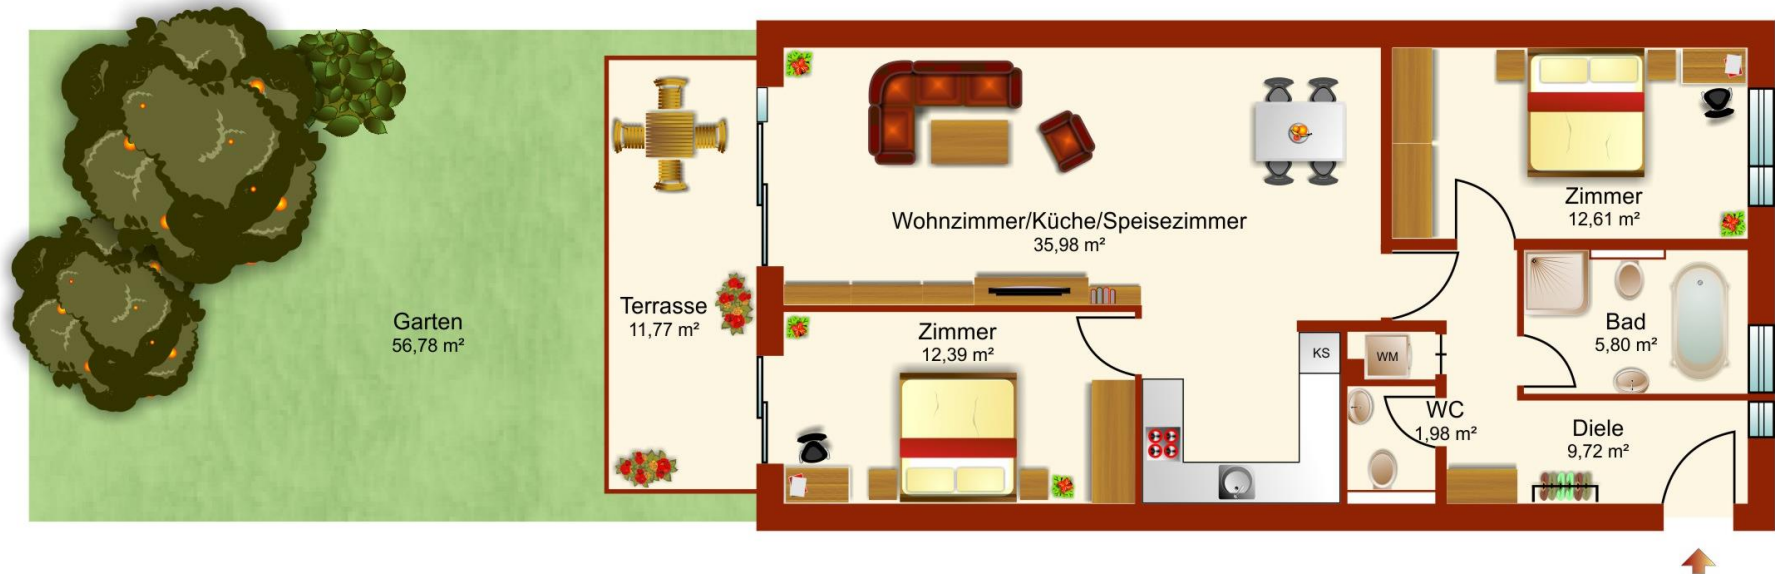 Garten
56,78 m²
Terrasse
11,77 m²
Wohnzimmer/Küche/Speisezimmer
35,98 m²
Zimmer
12,39 m²
Zimmer
12,61 m²
KS
WM
Bad
5,80 m²
WC
1,98 m²
Diele
9,72 m²